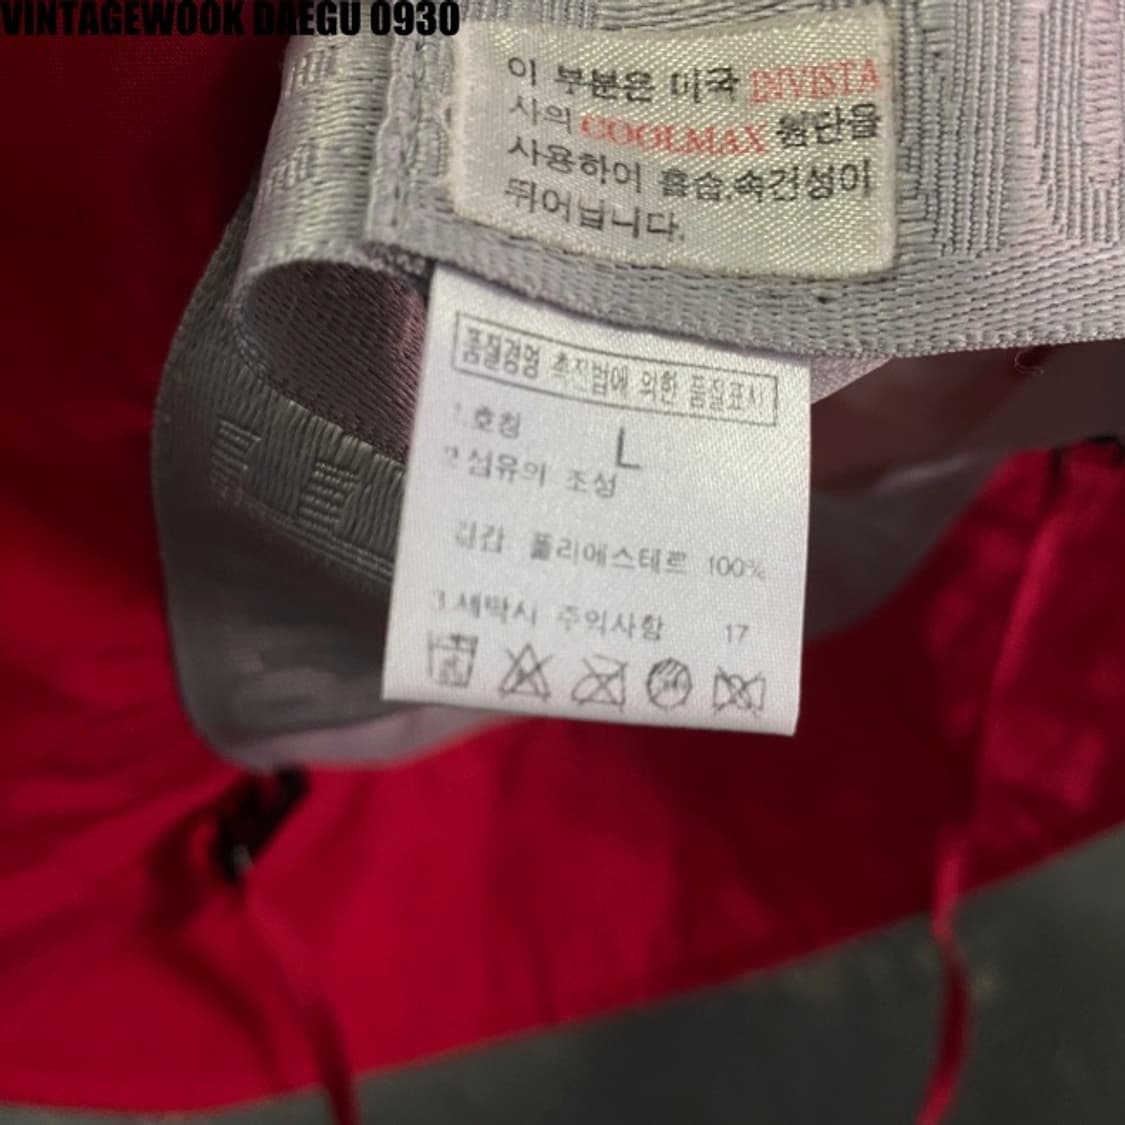 VINTAGEWOOK DAEGU 0930
이 부분은 미국 INVISTA
사의 COOLMAX 원단을
사용하여 흡습,속건성이
뛰어납니다.
품질경영 촉진법에 의한 품질표시
1 호칭 L
2 섬유의 조성
겉감 폴리에스테르 100%
3 세탁시 주의사항 17